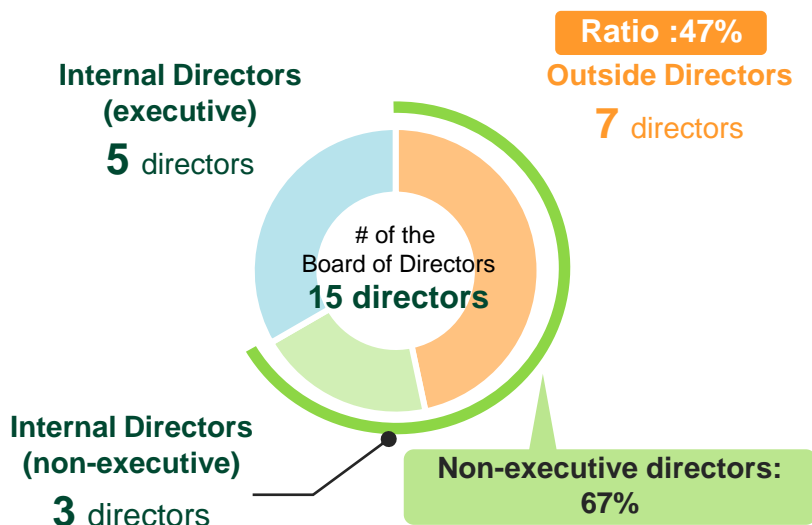 Ratio :47%
Outside Directors
7 directors
Internal Directors
(executive)
5 directors
# of the
Board of Directors
15 directors
Internal Directors
(non-executive)
3 directors
Non-executive directors:
67%